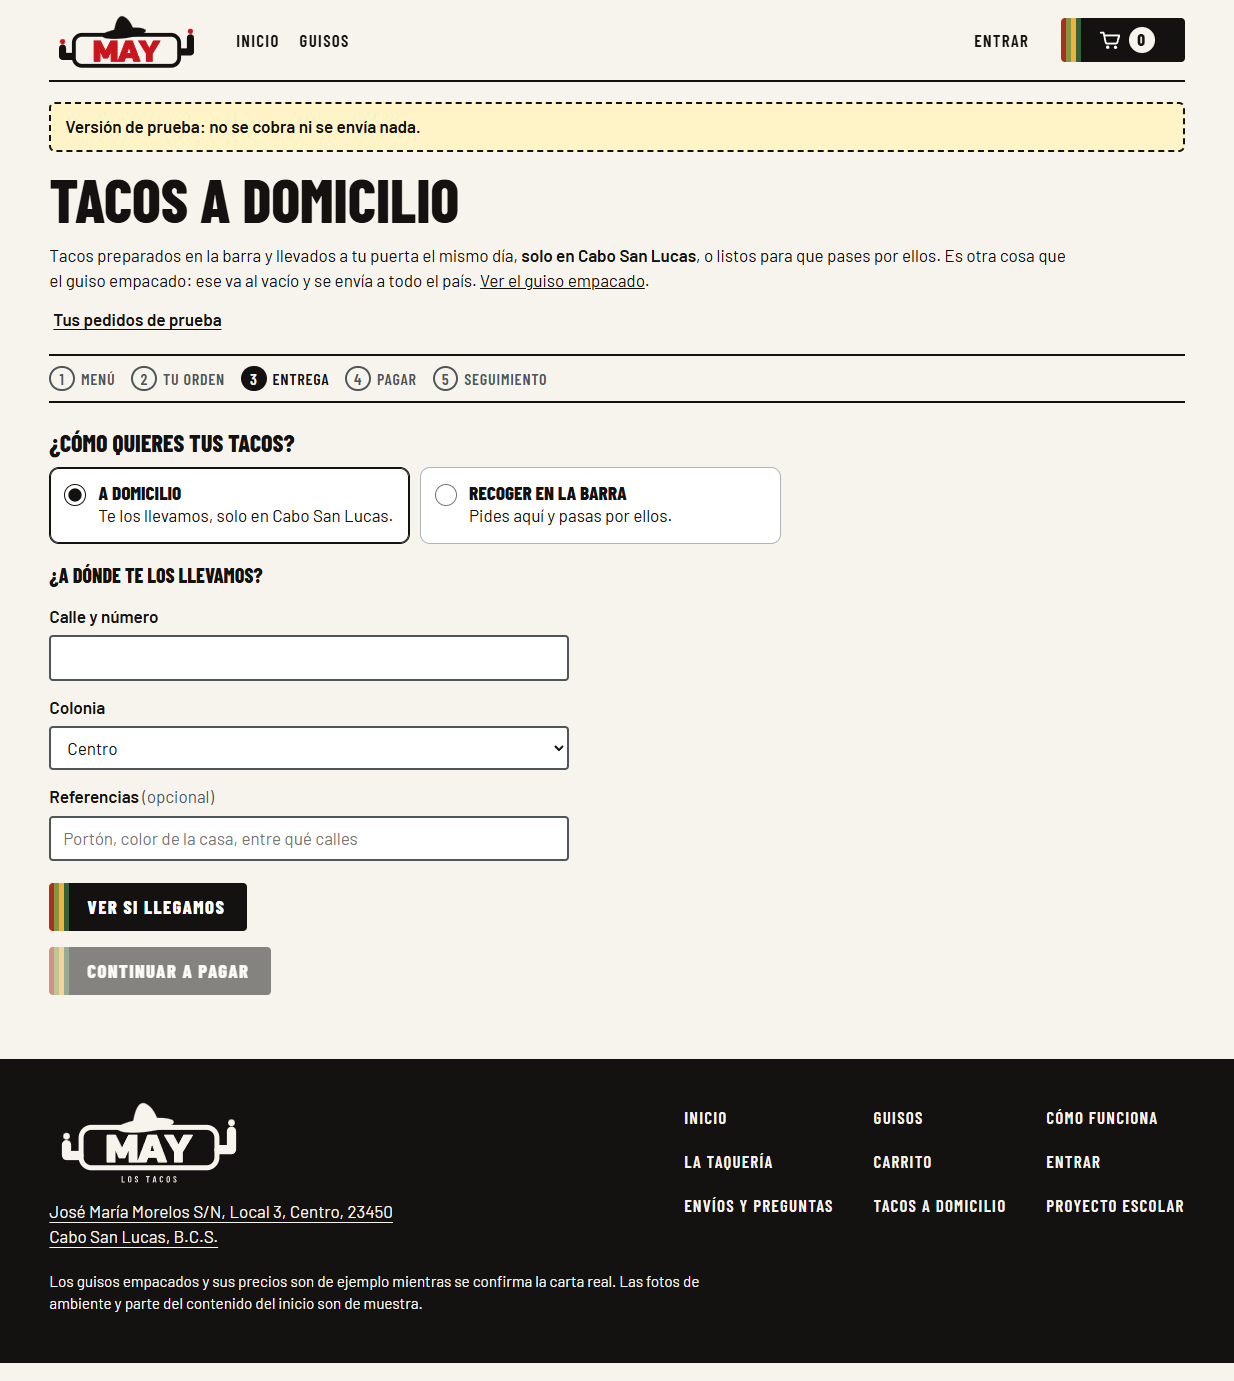 MAY
INICIO
GUISOS
ENTRAR
0
Versión de prueba: no se cobra ni se envía nada.
TACOS A DOMICILIO
Tacos preparados en la barra y llevados a tu puerta el mismo día, solo en Cabo San Lucas, o listos para que pases por ellos. Es otra cosa que
el guiso empacado: ese va al vacío y se envía a todo el país. Ver el guiso empacado.
Tus pedidos de prueba
1 MENÚ 2 TU ORDEN 3 ENTREGA 4 PAGAR 5 SEGUIMIENTO
¿CÓMO QUIERES TUS TACOS?
A DOMICILIO
Te los llevamos, solo en Cabo San Lucas.
RECOGER EN LA BARRA
Pides aquí y pasas por ellos.
¿A DÓNDE TE LOS LLEVAMOS?
Calle y número
Colonia
Centro
Referencias (opcional)
Portón, color de la casa, entre qué calles
VER SI LLEGAMOS
CONTINUAR A PAGAR
MAY
LOS TACOS
José María Morelos S/N, Local 3, Centro, 23450
Cabo San Lucas, B.C.S.
INICIO
GUISOS
CÓMO FUNCIONA
LA TAQUERÍA
CARRITO
ENTRAR
ENVÍOS Y PREGUNTAS
TACOS A DOMICILIO
PROYECTO ESCOLAR
Los guisos empacados y sus precios son de ejemplo mientras se confirma la carta real. Las fotos de
ambiente y parte del contenido del inicio son de muestra.